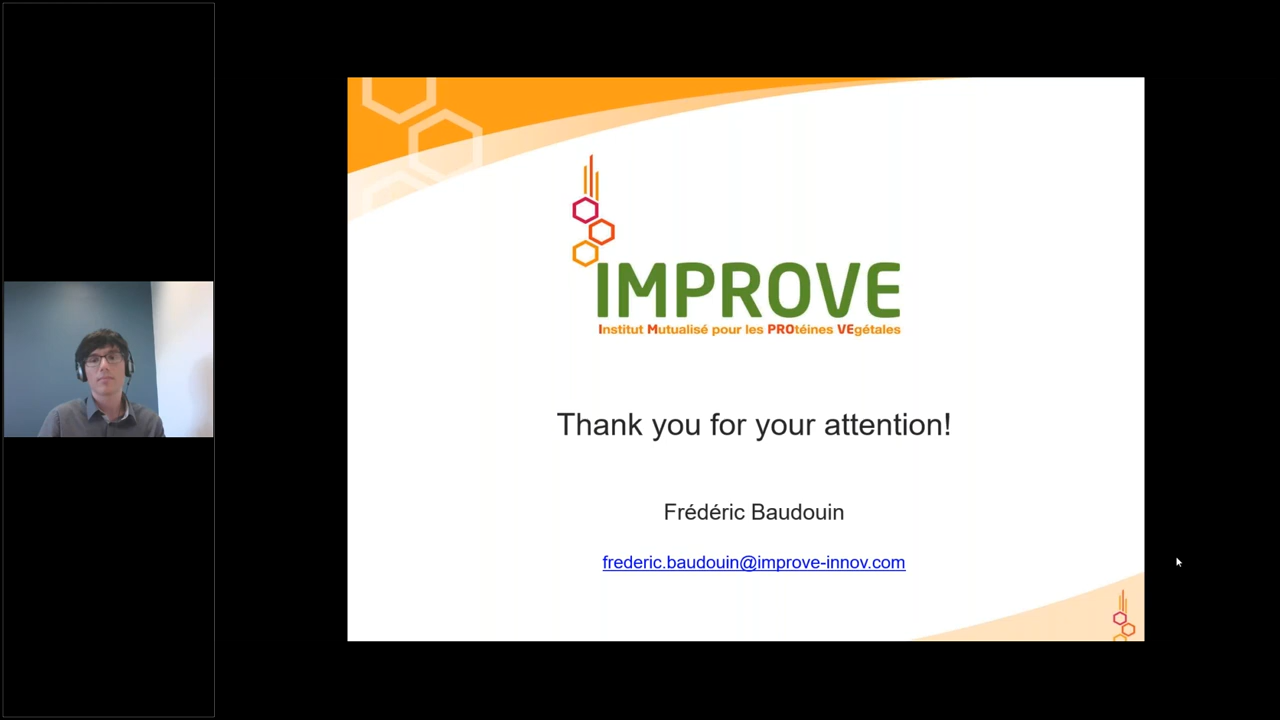 IMPROVE
Institut Mutualisé pour les PROtéines VEgétales
Thank you for your attention!
Frédéric Baudouin
frederic.baudouin@improve-innov.com